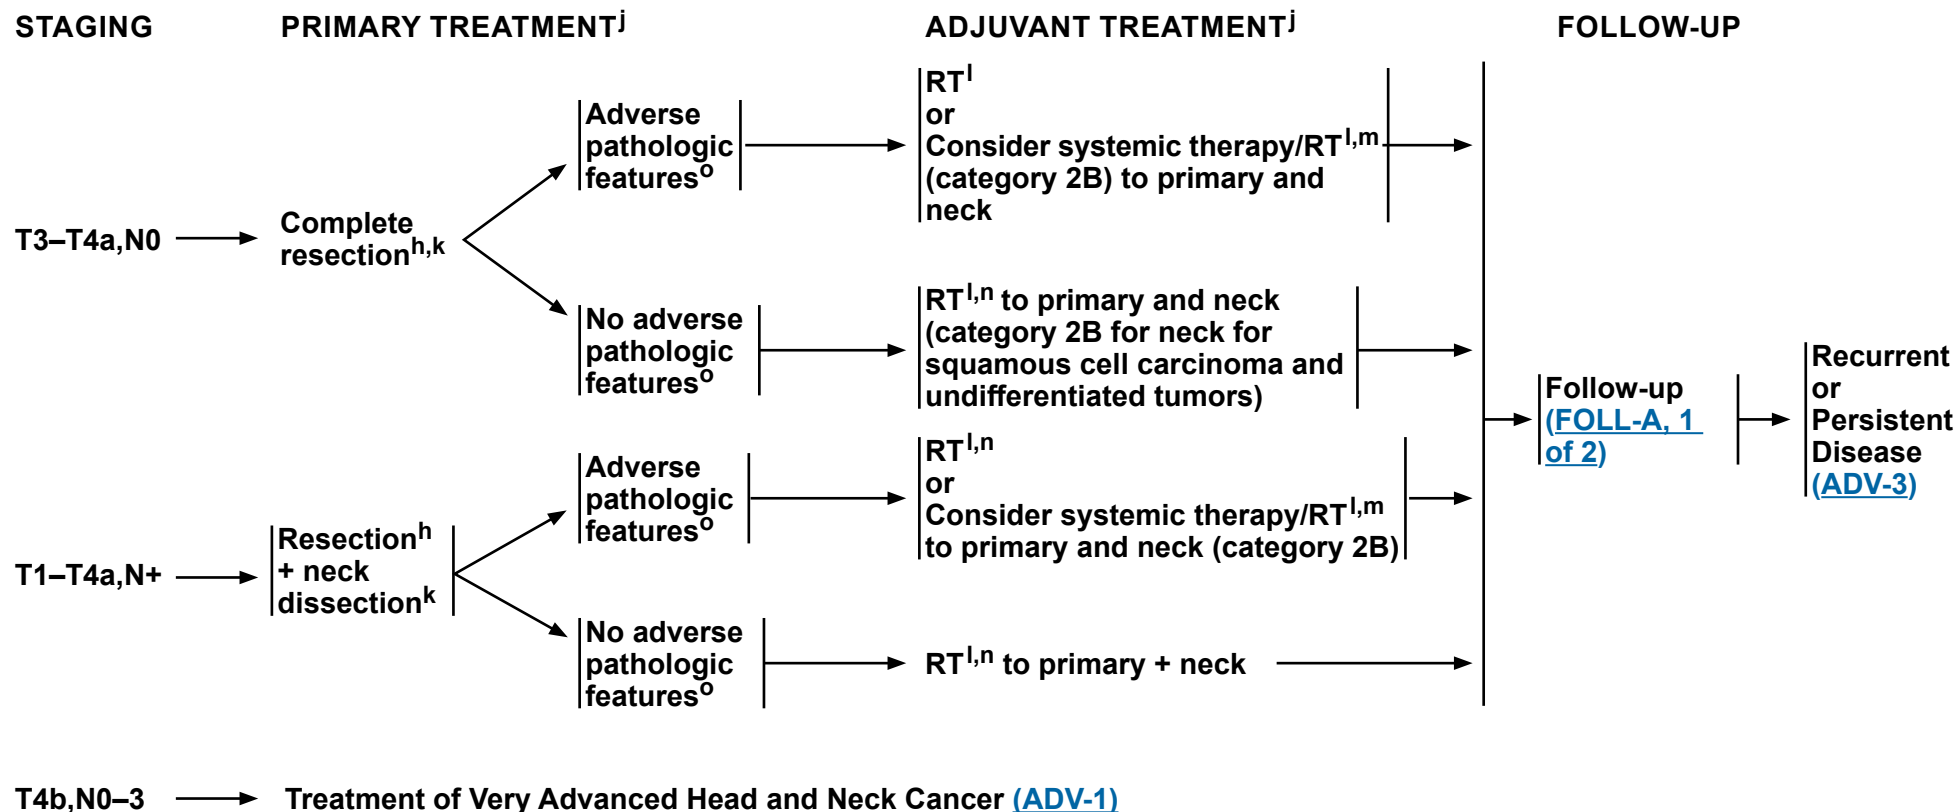 STAGING
PRIMARY TREATMENTj
ADJUVANT TREATMENTj
FOLLOW-UP
T3–T4a,N0
Complete
resectionh,k
Adverse
pathologic
featureso
RTl
or
Consider systemic therapy/RTl,m
(category 2B) to primary and
neck
No adverse
pathologic
featureso
RTl,n to primary and neck
(category 2B for neck for
squamous cell carcinoma and
undifferentiated tumors)
T1–T4a,N+
Resectionh
+ neck
dissectionk
Adverse
pathologic
featureso
RTl,n
or
Consider systemic therapy/RTl,m
to primary and neck (category 2B)
No adverse
pathologic
featureso
RTl,n to primary + neck
Follow-up
(FOLL-A, 1
of 2)
Recurrent
or
Persistent
Disease
(ADV-3)
T4b,N0–3
Treatment of Very Advanced Head and Neck Cancer (ADV-1)